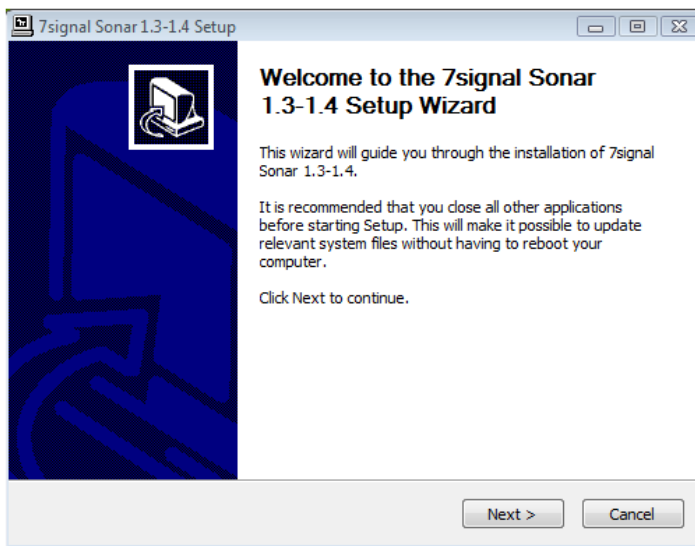 7signal Sonar 1.3-1.4 Setup
Welcome to the 7signal Sonar
1.3-1.4 Setup Wizard
This wizard will guide you through the installation of 7signal
Sonar 1.3-1.4.
It is recommended that you close all other applications
before starting Setup. This will make it possible to update
relevant system files without having to reboot your
computer.
Click Next to continue.
Next >
Cancel